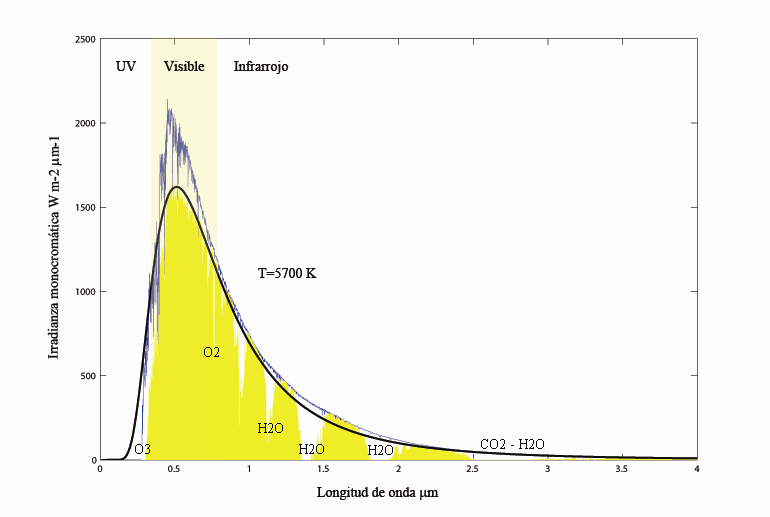 2500
UV Visible Infrarrojo
2000
1500
T=5700 K
1000
O2
500
H2O
CO2 - H2O
O3 H2O H2O
0
0 0.5 1 1.5 2 2.5 3 3.5 4
Longitud de onda µm
Irradianza monocromática W m-2 µm-1